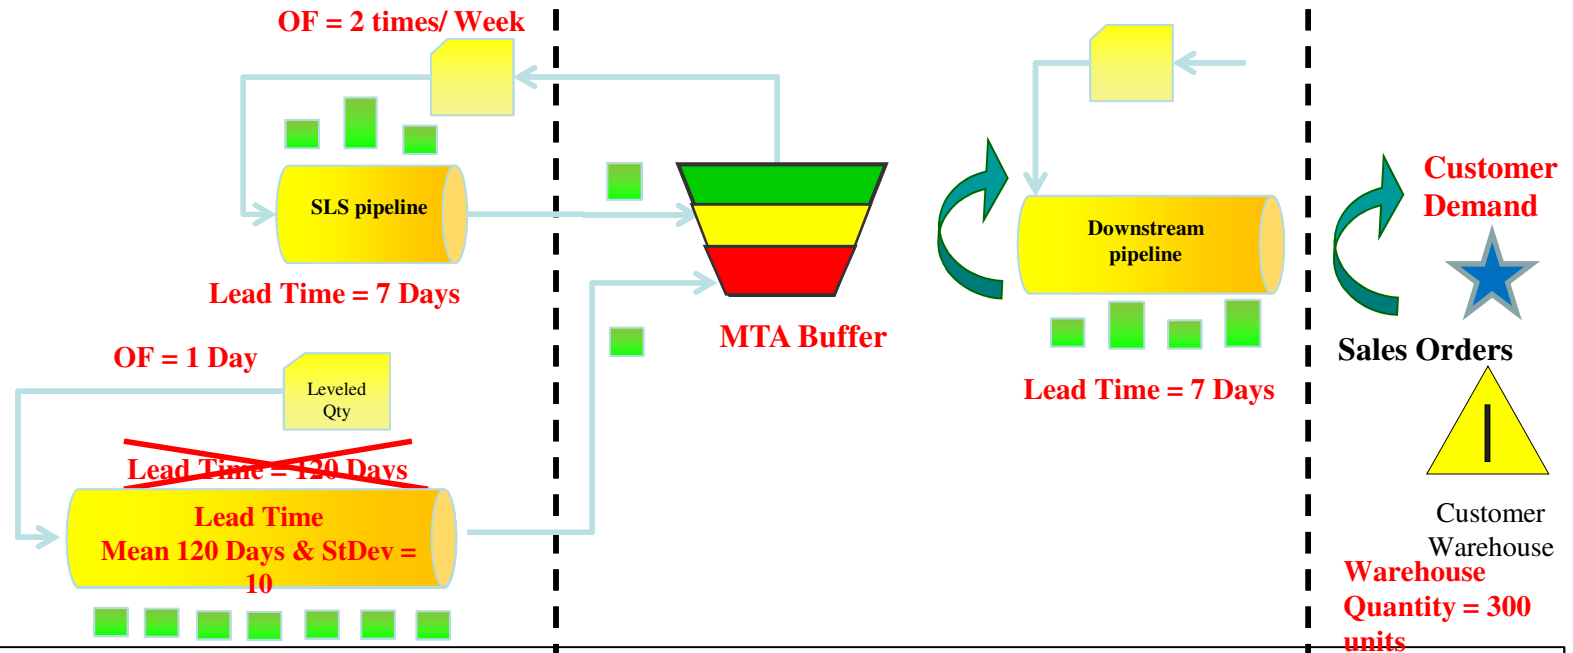 OF = 2 times/ Week
SLS pipeline
Lead Time = 7 Days
OF = 1 Day
Leveled
Qty
Lead Time = 120 Days
Lead Time
Mean 120 Days & StDev =
10
MTA Buffer
Downstream
pipeline
Lead Time = 7 Days
Customer
Demand
Sales Orders
I
Customer
Warehouse
Warehouse
Quantity = 300
units